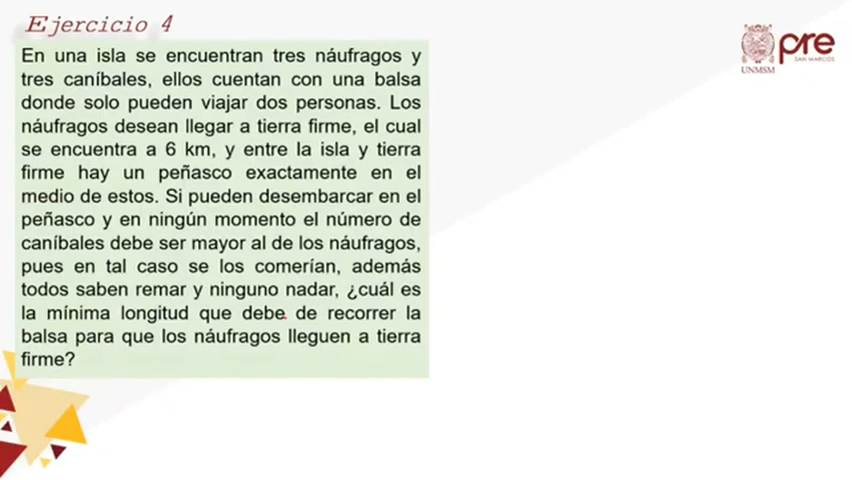 Ejercicio 4
En una isla se encuentran tres náufragos y
tres caníbales, ellos cuentan con una balsa
donde solo pueden viajar dos personas. Los
náufragos desean llegar a tierra firme, el cual
se encuentra a 6 km, y entre la isla y tierra
firme hay un peñasco exactamente en el
medio de estos. Si pueden desembarcar en el
peñasco y en ningún momento el número de
caníbales debe ser mayor al de los náufragos,
pues en tal caso se los comerían, además
todos saben remar y ninguno nadar, ¿cuál es
la mínima longitud que debe de recorrer la
balsa para que los náufragos lleguen a tierra
firme?
UNMSM
pre
SAN MARCOS